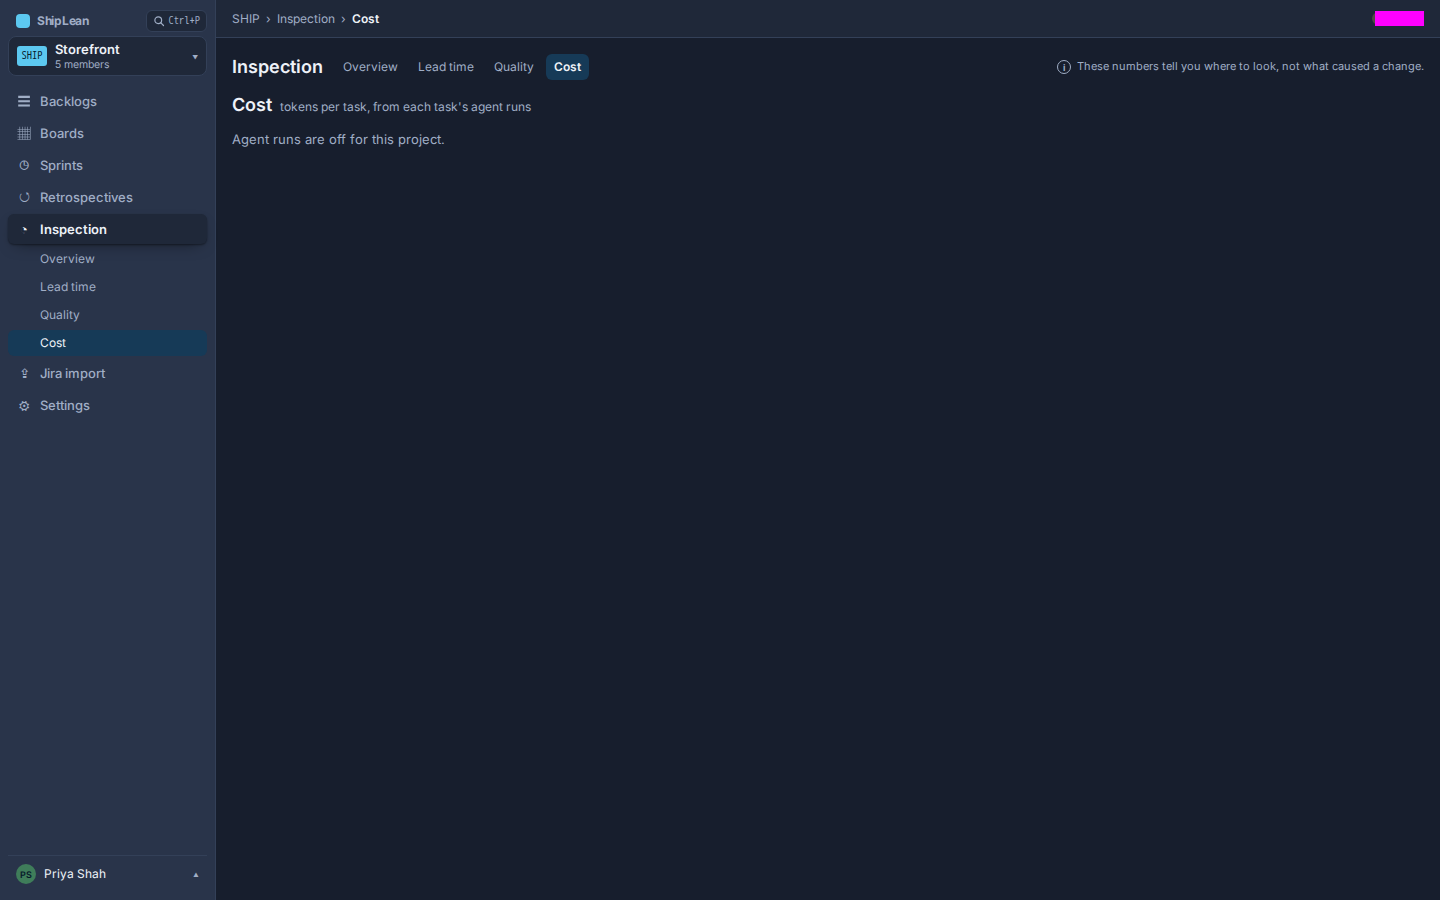 ShipLean
Ctrl+P
SHIP
Storefront
5 members
Backlogs
Boards
Sprints
Retrospectives
Inspection
Overview
Lead time
Quality
Cost
Jira import
Settings
PS
Priya Shah
SHIP › Inspection › Cost
Inspection
Overview
Lead time
Quality
Cost
These numbers tell you where to look, not what caused a change.
Cost tokens per task, from each task's agent runs
Agent runs are off for this project.